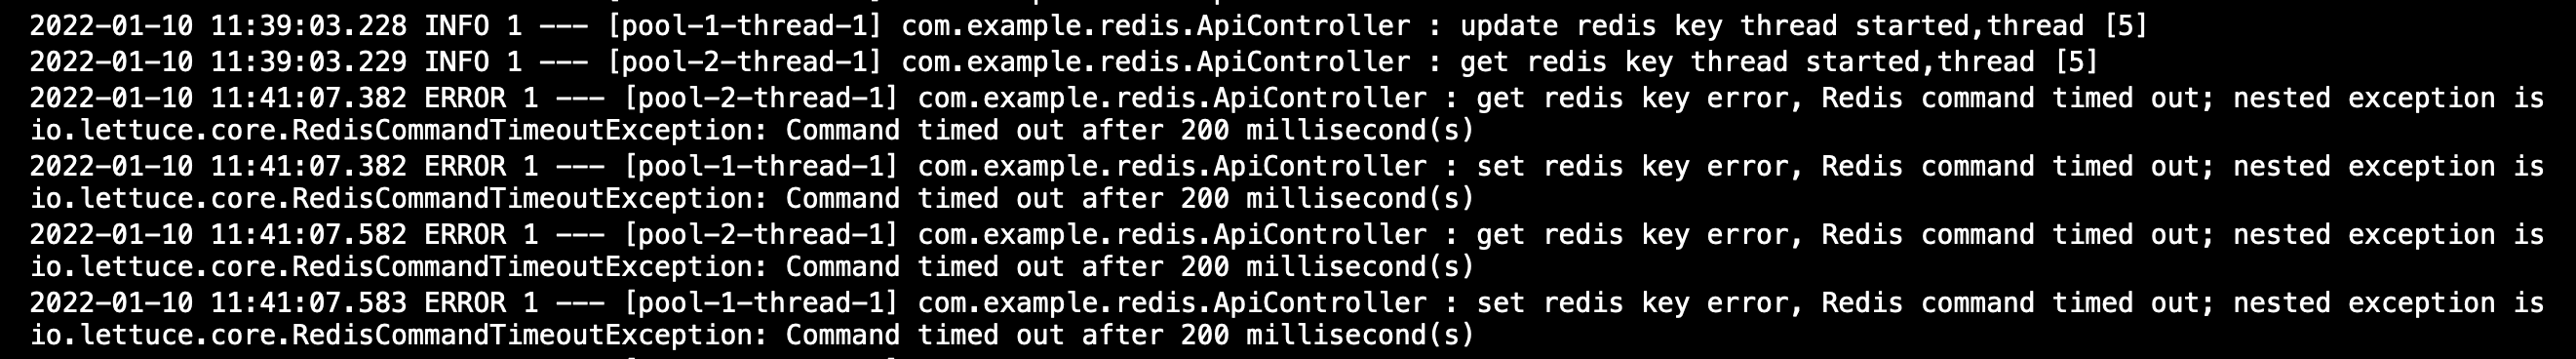 2022-01-10 11:39:03.228 INFO 1 --- [pool-1-thread-1] com.example.redis.ApiController : update redis key thread started,thread [5]
2022-01-10 11:39:03.229 INFO 1 --- [pool-2-thread-1] com.example.redis.ApiController : get redis key thread started,thread [5]
2022-01-10 11:41:07.382 ERROR 1 --- [pool-2-thread-1] com.example.redis.ApiController : get redis key error, Redis command timed out; nested exception is
io.lettuce.core.RedisCommandTimeoutException: Command timed out after 200 millisecond(s)
2022-01-10 11:41:07.382 ERROR 1 --- [pool-1-thread-1] com.example.redis.ApiController : set redis key error, Redis command timed out; nested exception is
io.lettuce.core.RedisCommandTimeoutException: Command timed out after 200 millisecond(s)
2022-01-10 11:41:07.582 ERROR 1 --- [pool-2-thread-1] com.example.redis.ApiController : get redis key error, Redis command timed out; nested exception is
io.lettuce.core.RedisCommandTimeoutException: Command timed out after 200 millisecond(s)
2022-01-10 11:41:07.583 ERROR 1 --- [pool-1-thread-1] com.example.redis.ApiController : set redis key error, Redis command timed out; nested exception is
io.lettuce.core.RedisCommandTimeoutException: Command timed out after 200 millisecond(s)